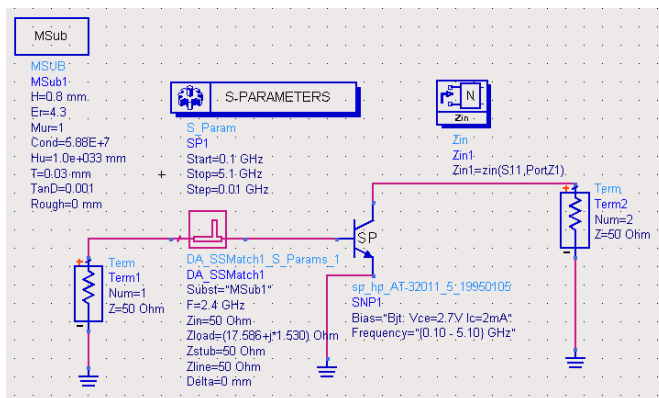 MSub
MSUB
MSub1
H=0.8 mm
Er=4.3
Mur=1
Cond=5.88E+7
Hu=1.0e+033 mm
T=0.03 mm
TanD=0.001
Rough=0 mm
S-PARAMETERS
S_Param
SP1
Start=0.1 GHz
Stop=5.1 GHz
Step=0.01 GHz
N
Zin
Zin
Zin1
Zin1=zin(S11,PortZ1)
Term
Term1
Num=1
Z=50 Ohm
DA_SSMatch1_S_Params_1
DA_SSMatch1
Subst="MSub1"
F=2.4 GHz
Zin=50 Ohm
Zload=(17.586+j*1.530) Ohm
Zstub=50 Ohm
Zline=50 Ohm
Delta=0 mm
SP
sp_hp_AT-32011_5_19950105
SNP1
Bias="Bjt: Vce=2.7V Ic=2mA"
Frequency="{0.10 - 5.10} GHz"
Term
Term2
Num=2
Z=50 Ohm